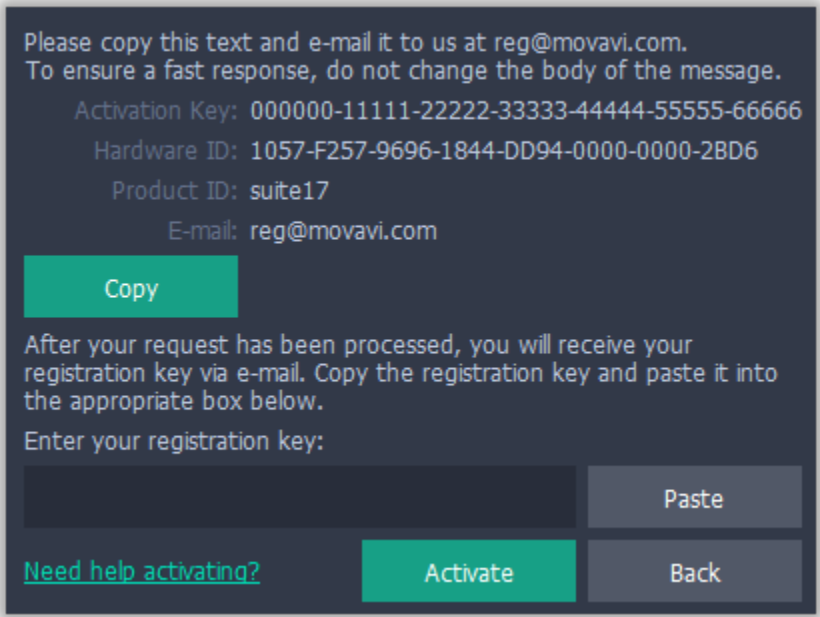 Please copy this text and e-mail it to us at reg@movavi.com.
To ensure a fast response, do not change the body of the message.
Activation Key: 000000-11111-22222-33333-44444-55555-66666
Hardware ID: 1057-F257-9696-1844-DD94-0000-0000-2BD6
Product ID: suite17
E-mail: reg@movavi.com
Copy
After your request has been processed, you will receive your
registration key via e-mail. Copy the registration key and paste it into
the appropriate box below.
Enter your registration key:
Paste
Need help activating? Activate Back